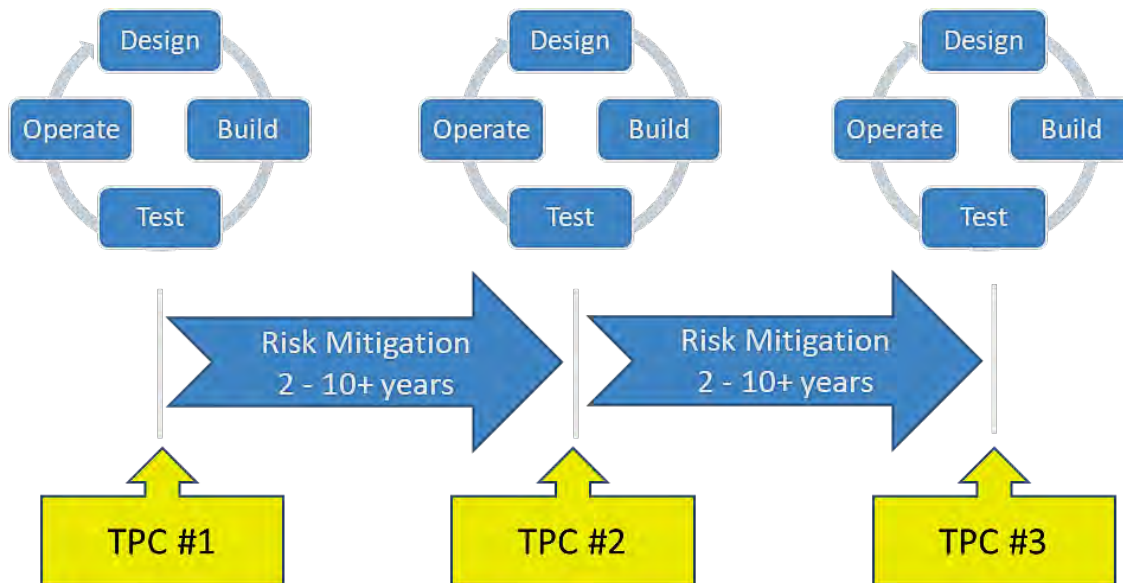 Design
Operate
Build
Test
Design
Operate
Build
Test
Design
Operate
Build
Test
Risk Mitigation
2 - 10+ years
Risk Mitigation
2 - 10+ years
TPC #1
TPC #2
TPC #3